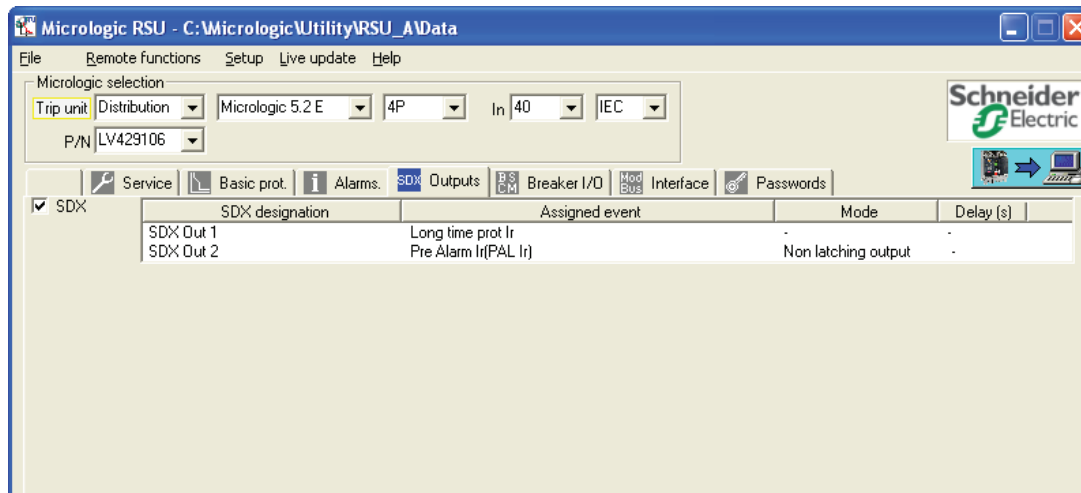 Micrologic RSU - C:\Micrologic\Utility\RSU_A\Data
File Remote functions Setup Live update Help
Micrologic selection
Trip unit Distribution Micrologic 5.2 E 4P In 40 IEC
P/N LV429106
Schneider
Electric
Service i Alarms. Basic prot. SDX Outputs BSCM Breaker I/O Mod Bus Interface Passwords
SDX
SDX designation Assigned event Mode Delay (s)
SDX Out 1 Long time prot Ir - -
SDX Out 2 Pre Alarm Ir(PAL Ir) Non latching output -